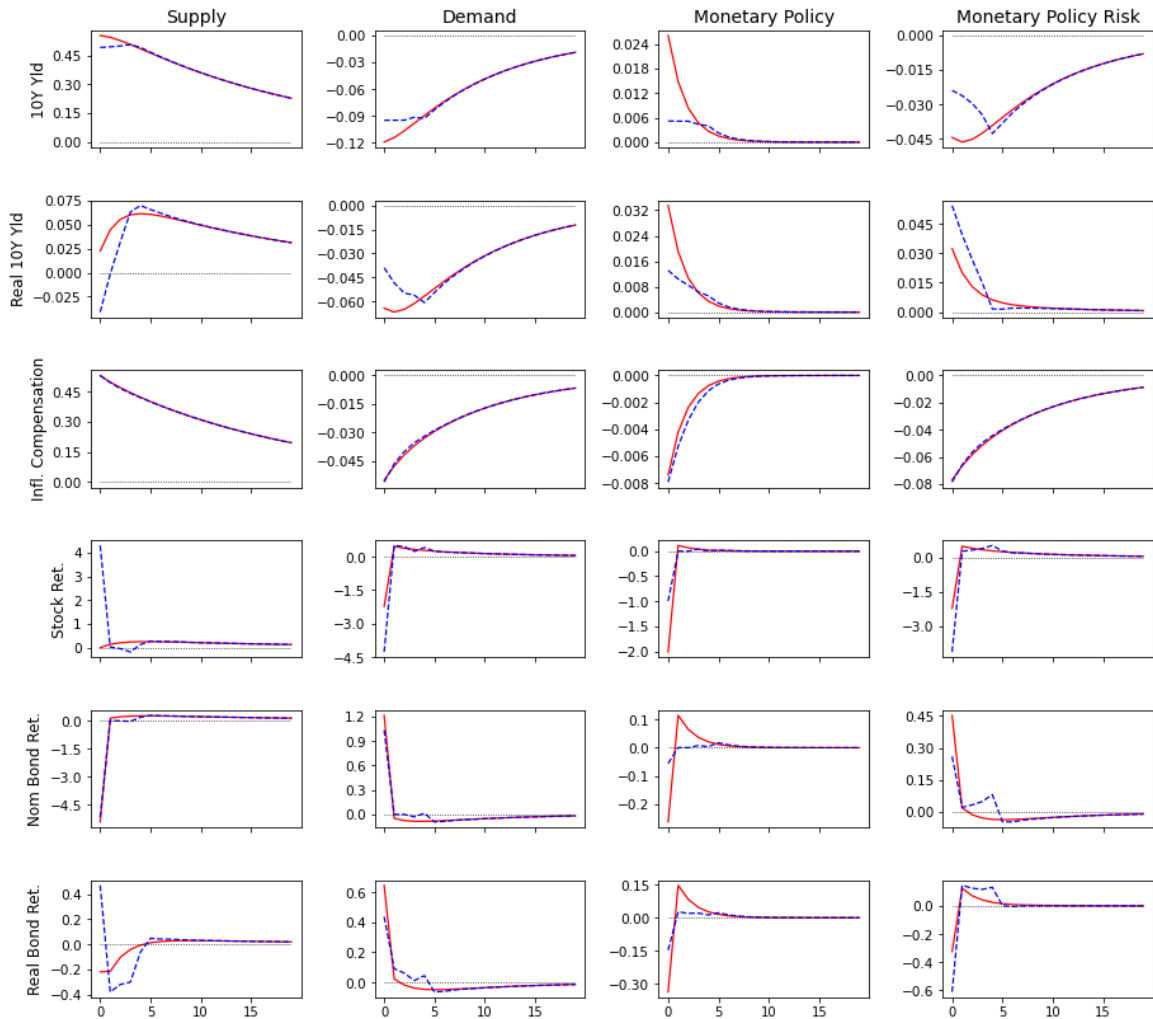 Supply Demand Monetary Policy Monetary Policy Risk
10Y Yld
0.45 0.30 0.15 0.00
0.00 −0.03 −0.06 −0.09 −0.12
0.024 0.018 0.012 0.006 0.000
0.000 −0.015 −0.030 −0.045
Real 10Y Yld
0.075 0.050 0.025 0.000 −0.025
0.000 −0.015 −0.030 −0.045 −0.060
0.032 0.024 0.016 0.008 0.000
0.045 0.030 0.015 0.000
Infl. Compensation
0.45 0.30 0.15 0.00
0.000 −0.015 −0.030 −0.045
0.000 −0.002 −0.004 −0.006 −0.008
0.00 −0.02 −0.04 −0.06 −0.08
Stock Ret.
4 3 2 1 0
0.0 −1.5 −3.0 −4.5
0.0 −0.5 −1.0 −1.5 −2.0
0.0 −1.5 −3.0
Nom Bond Ret.
0.0 −1.5 −3.0 −4.5
1.2 0.9 0.6 0.3 0.0
0.1 0.0 −0.1 −0.2
0.45 0.30 0.15 0.00
Real Bond Ret.
0.4 0.2 0.0 −0.2 −0.4
0.6 0.4 0.2 0.0
0.15 0.00 −0.15 −0.30
0.0 −0.2 −0.4 −0.6
0 5 10 15 0 5 10 15 0 5 10 15 0 5 10 15